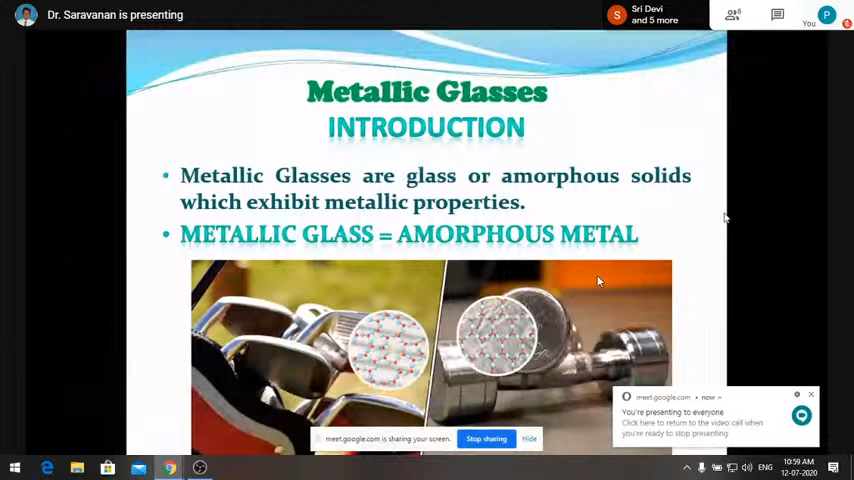 Dr. Saravanan is presenting
S
Sri Devi
and 5 more
6
P
You
Metallic Glasses
INTRODUCTION
• Metallic Glasses are glass or amorphous solids
which exhibit metallic properties.
• METALLIC GLASS = AMORPHOUS METAL
meet.google.com • now
You're presenting to everyone
Click here to return to the video call when
you're ready to stop presenting
meet.google.com is sharing your screen.
Stop sharing
Hide
ENG
10:59 AM
12-07-2020